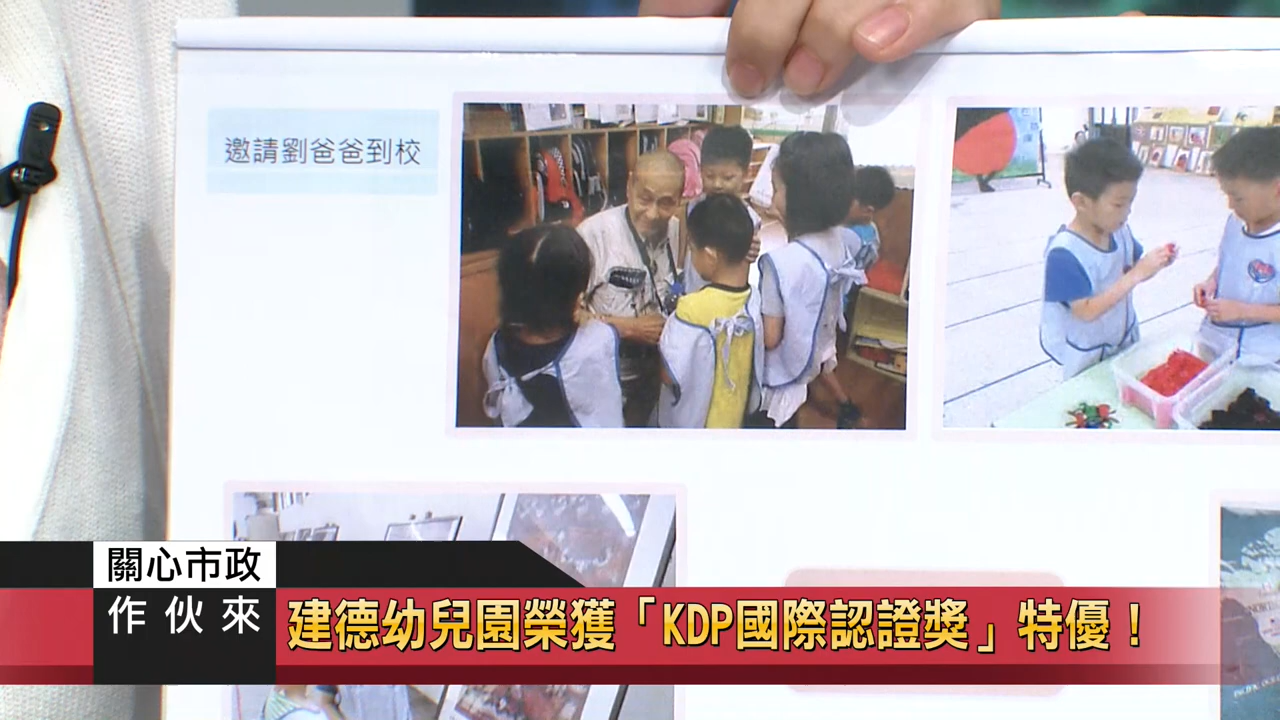 邀請劉爸爸到校
關心市政
作伙來
建德幼兒園榮獲「KDP國際認證獎」特優！